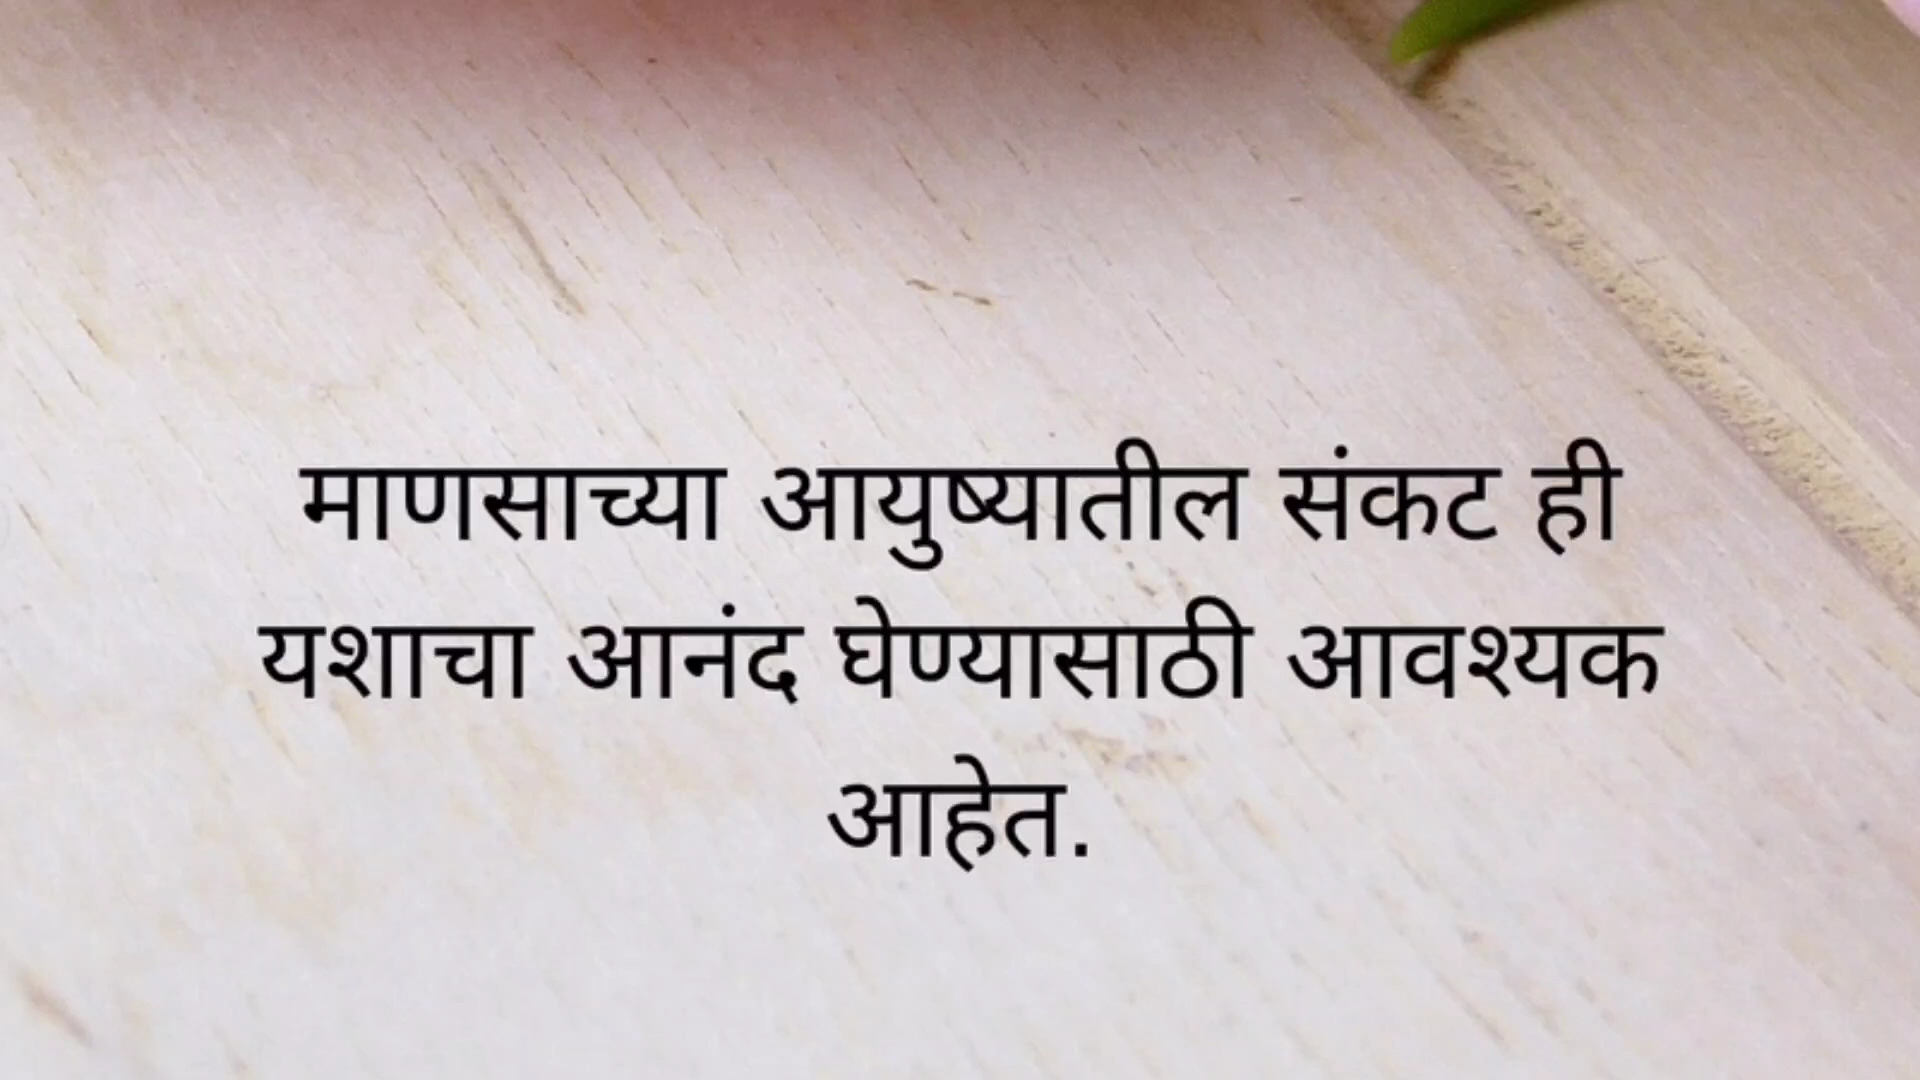 माणसाच्या आयुष्यातील संकट ही
यशाचा आनंद घेण्यासाठी आवश्यक
आहेत.